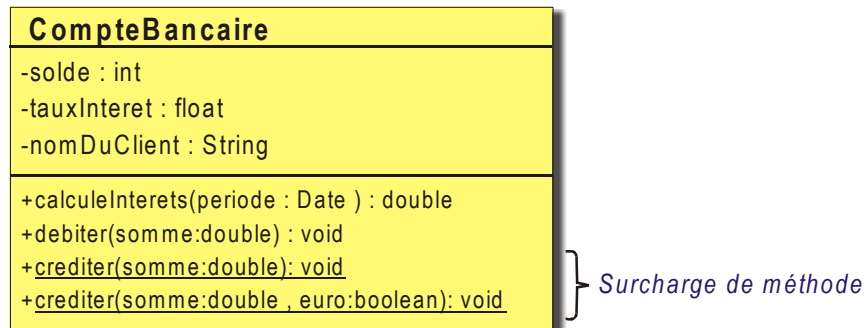 CompteBancaire
-solde : int
-tauxInteret : float
-nomDuClient : String
+calculeInterets(periode : Date ) : double
+debiter(somme:double) : void
+crediter(somme:double): void
+crediter(somme:double , euro:boolean): void
Surcharge de méthode